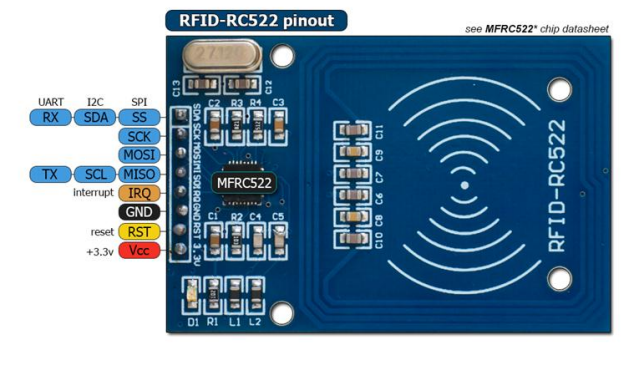 RFID-RC522 pinout
see MFRC522* chip datasheet
27.120
C13
C12
UART I2C SPI
RX SDA SS
SCK
MOSI
TX SCL MISO
interrupt IRQ
GND
reset RST
+3.3v Vcc
SDA SCK MOSI MISO IRQ GND RST 3.3V
C2 R3 R4 C3
MFRC522
C1 R2 C4 C5
D1 R1 L1 L2
C11
C9
C7
C6
C8
C10
RFID-RC522